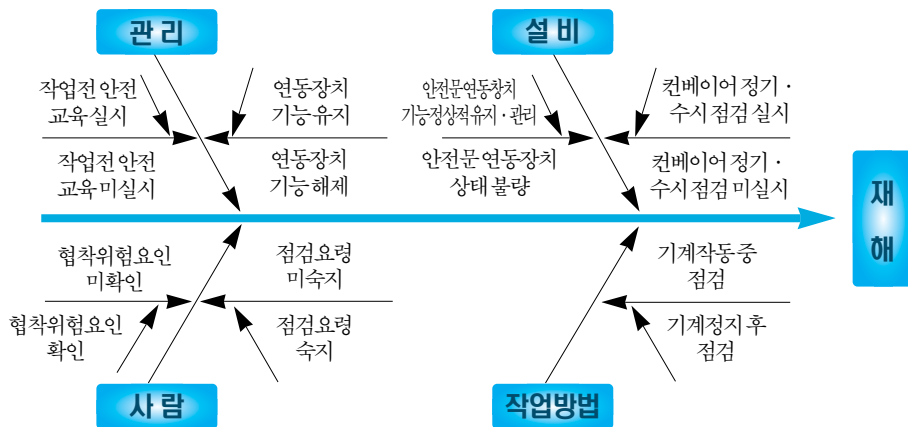 관 리
설 비
작업전 안전
교육 실시
연동장치
기능 유지
안전문연동창치
기능정상적유지·관리
컨베이어 정기·
수시 점검 실시
작업전 안전
교육 미실시
연동장치
기능 해제
안전문 연동장치
상태 불량
컨베이어 정기·
수시 점검 미실시
재
해
협착위험요인
미확인
점검요령
미숙지
기계작동 중
점검
협착위험요인
확인
점검요령
숙지
기계정지 후
점검
사 람
작업방법